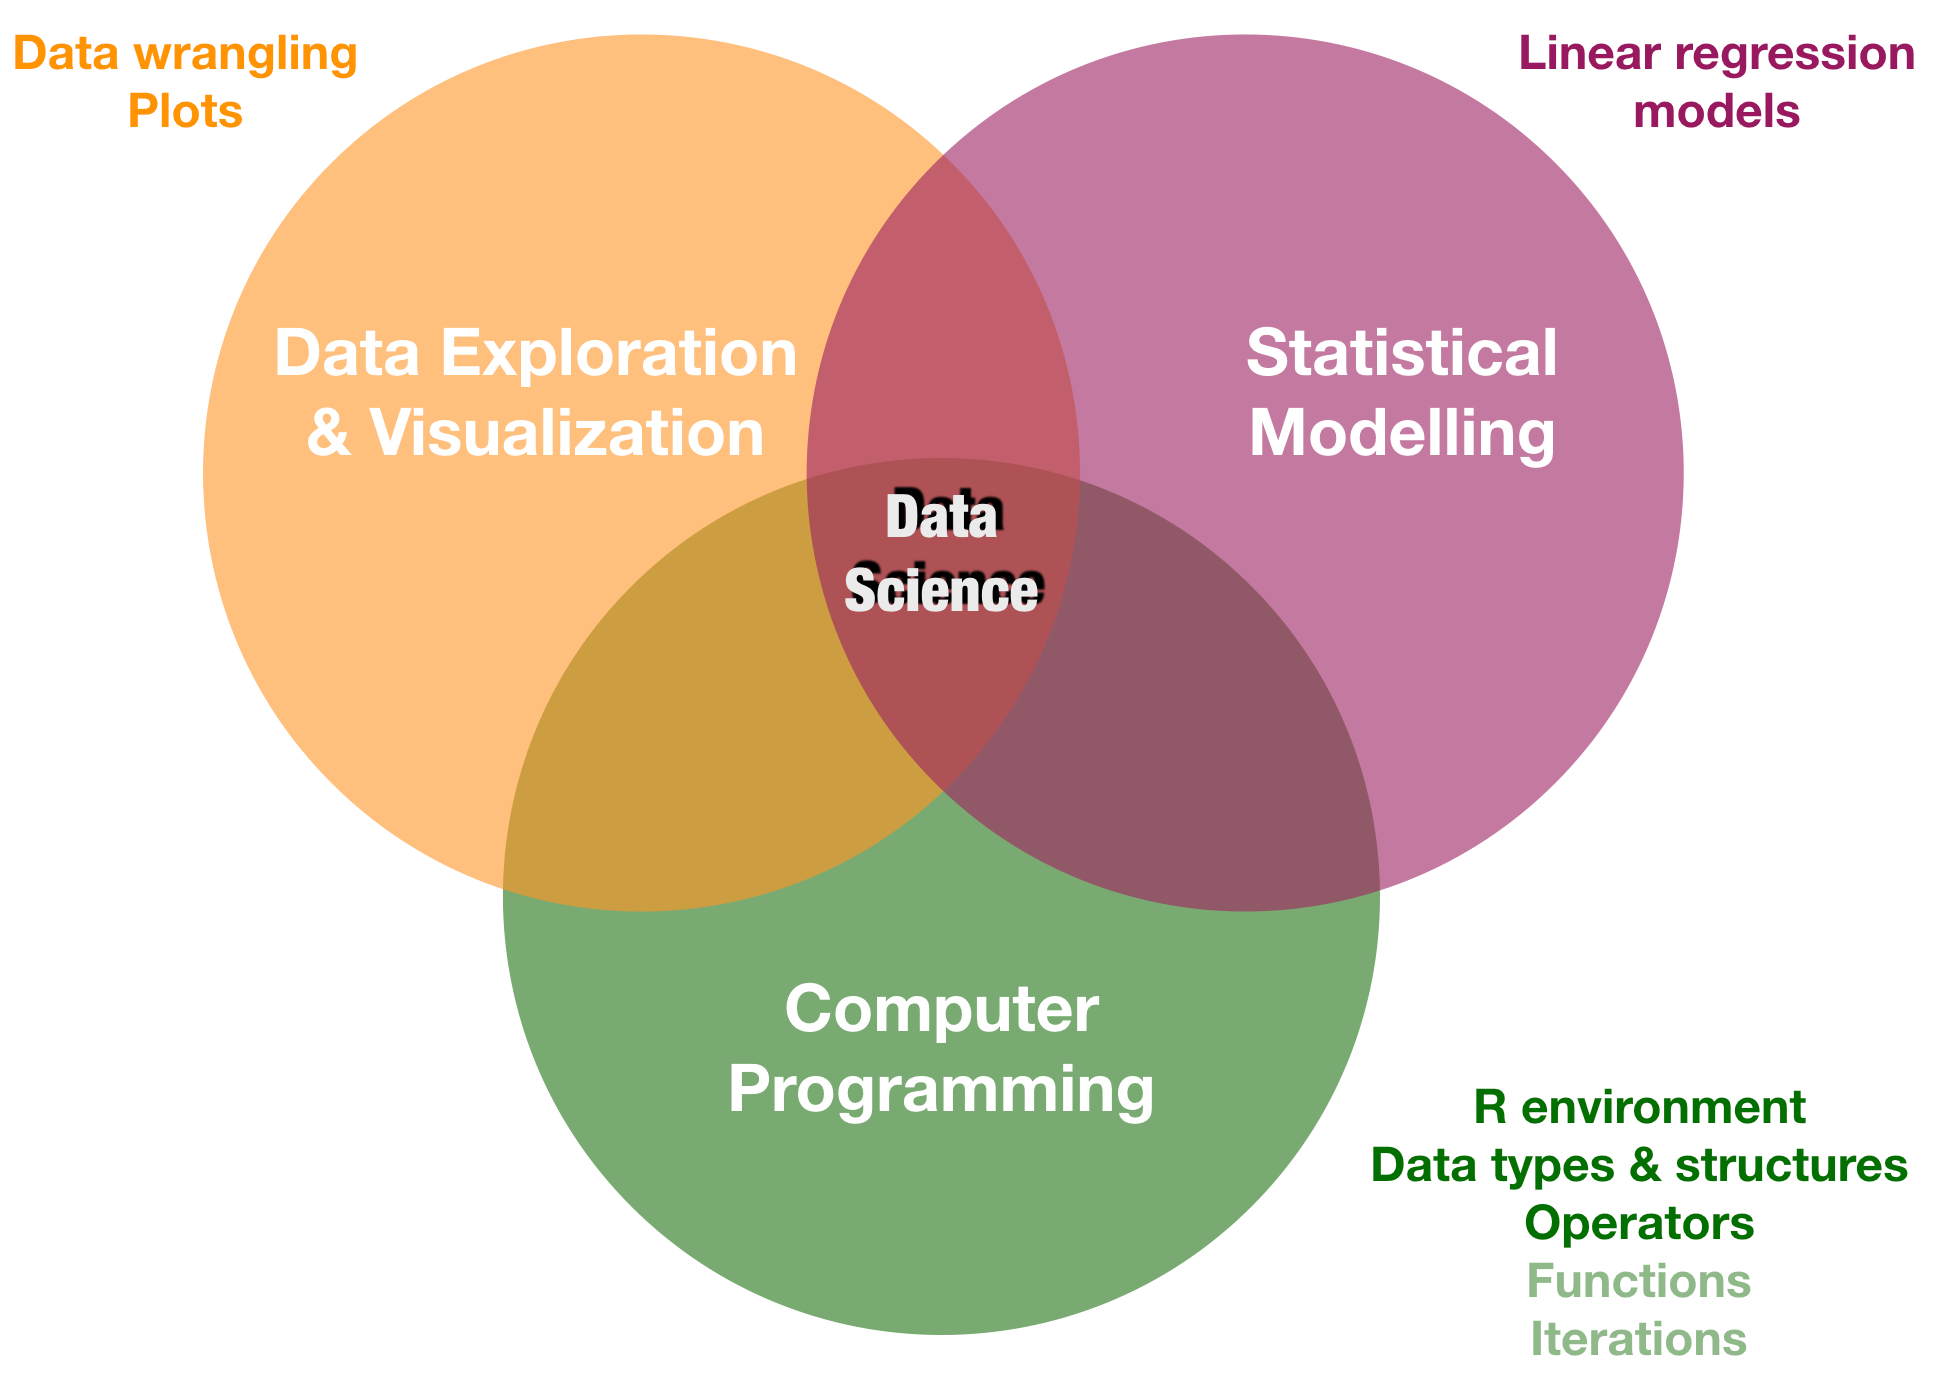 Data wrangling
Plots
Linear regression
models
Data Exploration
& Visualization
Statistical
Modelling
Data
Science
Computer
Programming
R environment
Data types & structures
Operators
Functions
Iterations